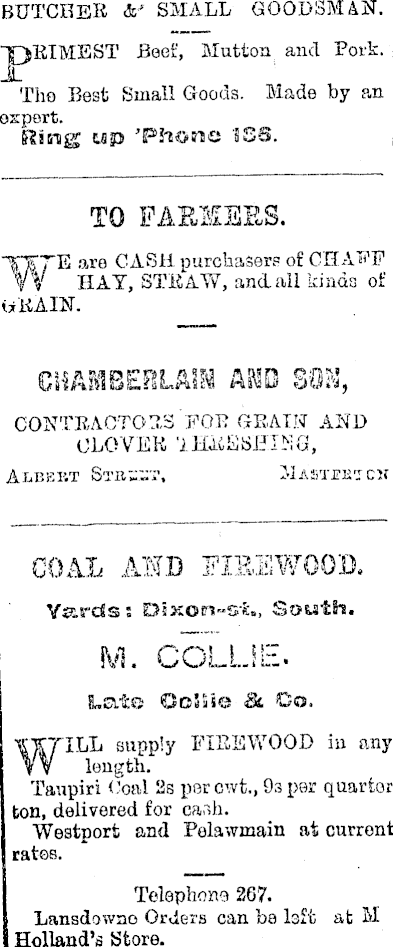 BUTCHER & SMALL GOODSMAN.
PRIMEST Beef, Mutton and Pork.
The Best Small Goods. Made by an
expert.
Ring up 'Phone 186.
TO FARMERS.
WE are CASH purchasers of CHAFF
HAY, STRAW, and all kinds of
GRAIN.
CHAMBERLAIN AND SON,
CONTRACTORS FOR GRAIN AND
CLOVER THRESHING,
ALBERT STREET, MASTERTON
COAL AND FIREWOOD.
Yards: Dixon-st., South.
M. COLLIE.
Late Collie & Co.
WILL supply FIREWOOD in any
length.
Taupiri Coal 2s per cwt., 9s per quarter
ton, delivered for cash.
Westport and Pelawmain at current
rates.
Telephone 267.
Lansdowne Orders can be left at M
Holland's Store.